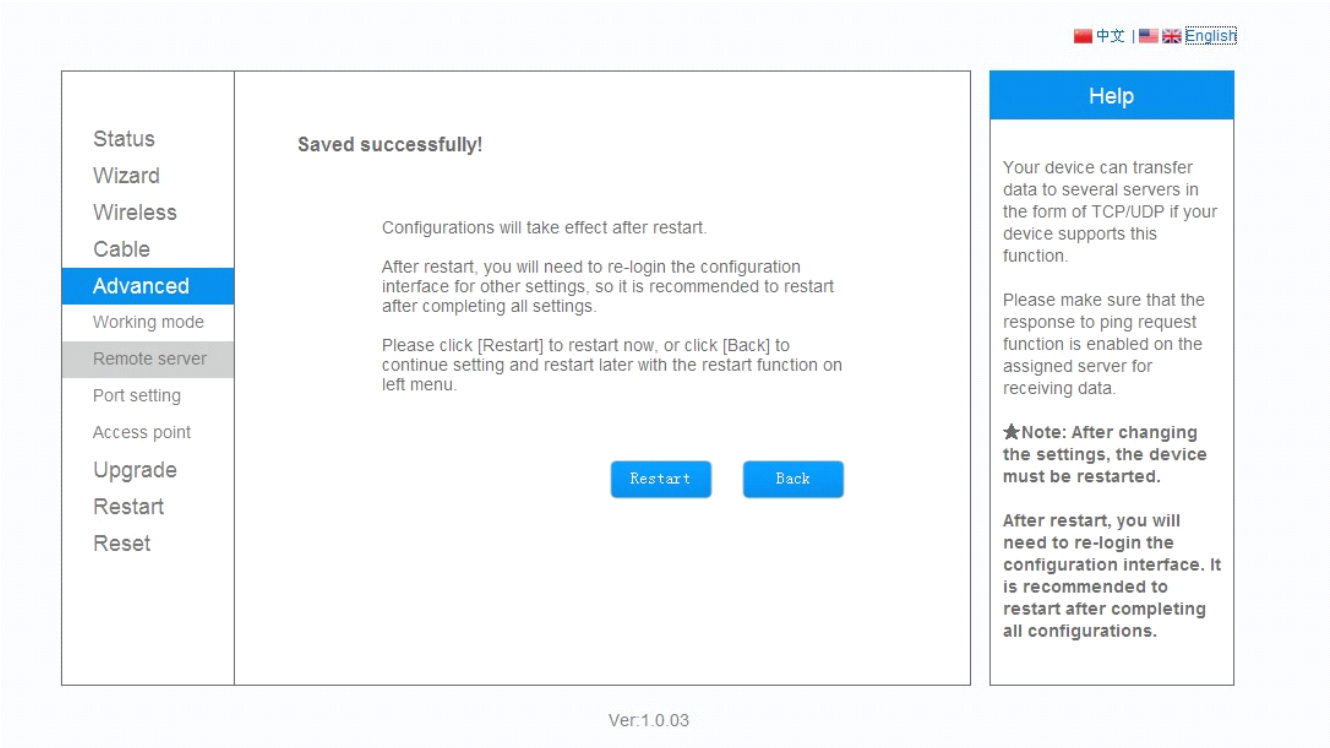 中文 | English
Status
Wizard
Wireless
Cable
Advanced
Working mode
Remote server
Port setting
Access point
Upgrade
Restart
Reset
Saved successfully!
Configurations will take effect after restart.
After restart, you will need to re-login the configuration
interface for other settings, so it is recommended to restart
after completing all settings.
Please click [Restart] to restart now, or click [Back] to
continue setting and restart later with the restart function on
left menu.
Restart Back
Help
Your device can transfer
data to several servers in
the form of TCP/UDP if your
device supports this
function.
Please make sure that the
response to ping request
function is enabled on the
assigned server for
receiving data.
★Note: After changing
the settings, the device
must be restarted.
After restart, you will
need to re-login the
configuration interface. It
is recommended to
restart after completing
all configurations.
Ver:1.0.03